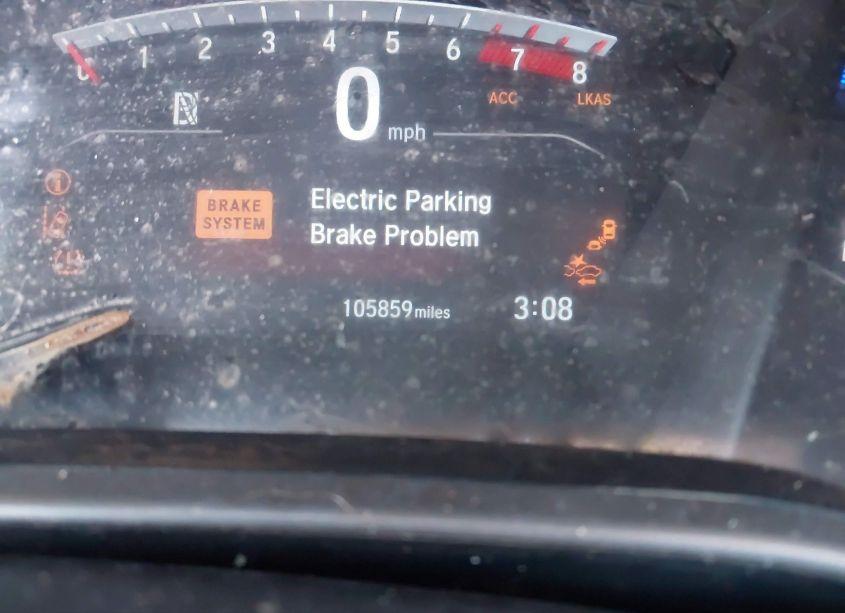 0 1 2 3 4 5 6 7 8
N
0 mph
ACC
LKAS
BRAKE
SYSTEM
Electric Parking
Brake Problem
105859 miles
3:08